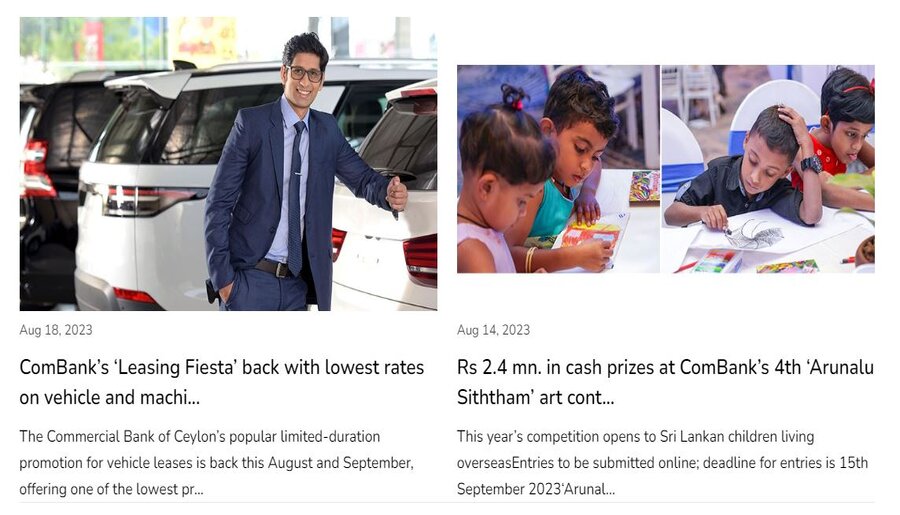 Aug 18, 2023
ComBank’s ‘Leasing Fiesta’ back with lowest rates
on vehicle and machi...
The Commercial Bank of Ceylon’s popular limited-duration
promotion for vehicle leases is back this August and September,
offering one of the lowest pr...
Aug 14, 2023
Rs 2.4 mn. in cash prizes at ComBank’s 4th ‘Arunalu
Siththam’ art cont...
This year’s competition opens to Sri Lankan children living
overseasEntries to be submitted online; deadline for entries is 15th
September 2023‘Arunal...